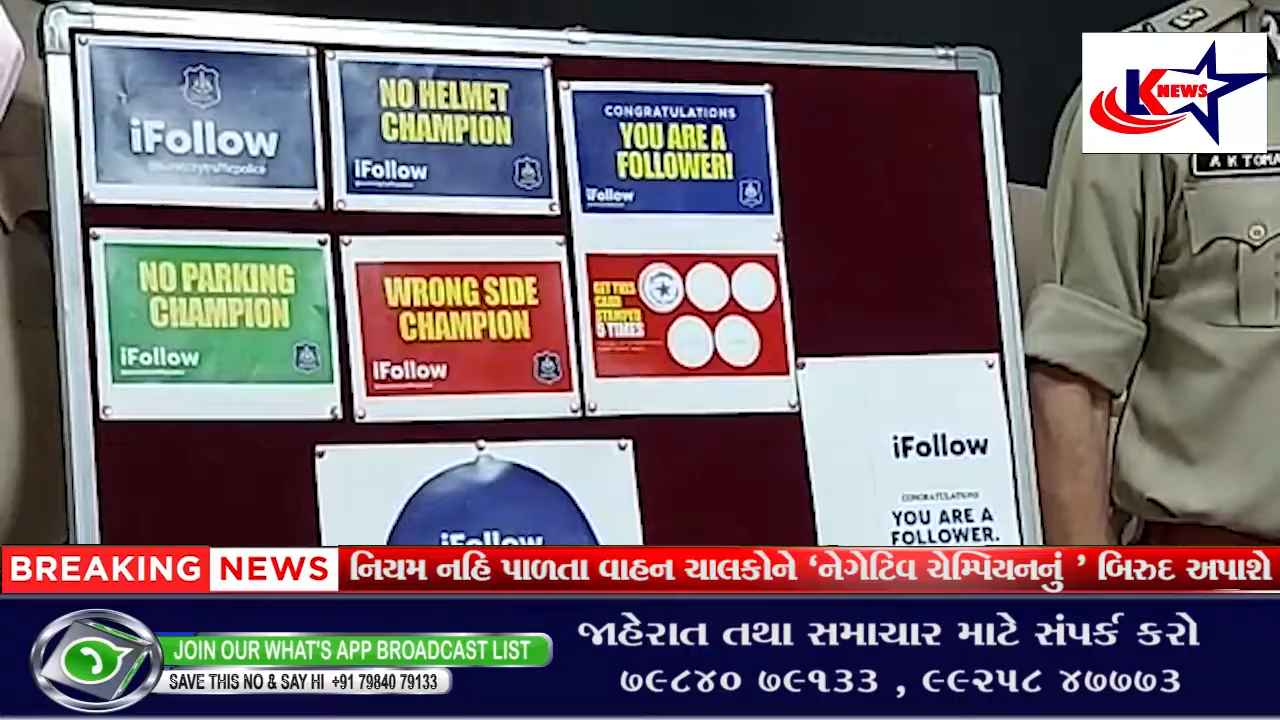 iFollow
@suratcitytrafficpolice
NO HELMET
CHAMPION
iFollow
CONGRATULATIONS
YOU ARE A
FOLLOWER!
iFollow
K NEWS
A K TOMA
NO PARKING
CHAMPION
iFollow
WRONG SIDE
CHAMPION
iFollow
GET THIS
CARD
STAMPED
5 TIMES
iFollow
iFollow
CONGRATULATIONS
YOU ARE A
FOLLOWER.
BREAKING NEWS
નિયમ નહિ પાળતા વાહન ચાલકોને ‘નેગેટિવ ચેમ્પિયનનું ’ બિરુદ અપાશે
JOIN OUR WHAT'S APP BROADCAST LIST
SAVE THIS NO & SAY HI +91 79840 79133
જાહેરાત તથા સમાચાર માટે સંપર્ક કરો
૭૯૮૪૦ ૭૯૧૩૩ , ૯૯૨૫૮ ૪૭૭૭૩